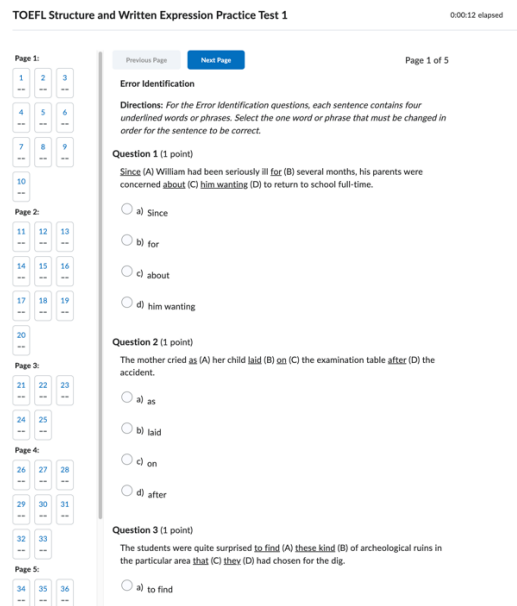 TOEFL Structure and Written Expression Practice Test 1
0:00:12 elapsed
Page 1:
1 2 3
-- -- --
4 5 6
-- -- --
7 8 9
-- -- --
10
--
Page 2:
11 12 13
-- -- --
14 15 16
-- -- --
17 18 19
-- -- --
20
--
Page 3:
21 22 23
-- -- --
24 25
-- --
Page 4:
26 27 28
-- -- --
29 30 31
-- -- --
32 33
-- --
Page 5:
34 35 36
-- -- --
Previous Page
Next Page
Page 1 of 5
Error Identification
Directions: For the Error Identification questions, each sentence contains four
underlined words or phrases. Select the one word or phrase that must be changed in
order for the sentence to be correct.
Question 1 (1 point)
Since (A) William had been seriously ill for (B) several months, his parents were
concerned about (C) him wanting (D) to return to school full-time.
a) Since
b) for
c) about
d) him wanting
Question 2 (1 point)
The mother cried as (A) her child laid (B) on (C) the examination table after (D) the
accident.
a) as
b) laid
c) on
d) after
Question 3 (1 point)
The students were quite surprised to find (A) these kind (B) of archeological ruins in
the particular area that (C) they (D) had chosen for the dig.
a) to find